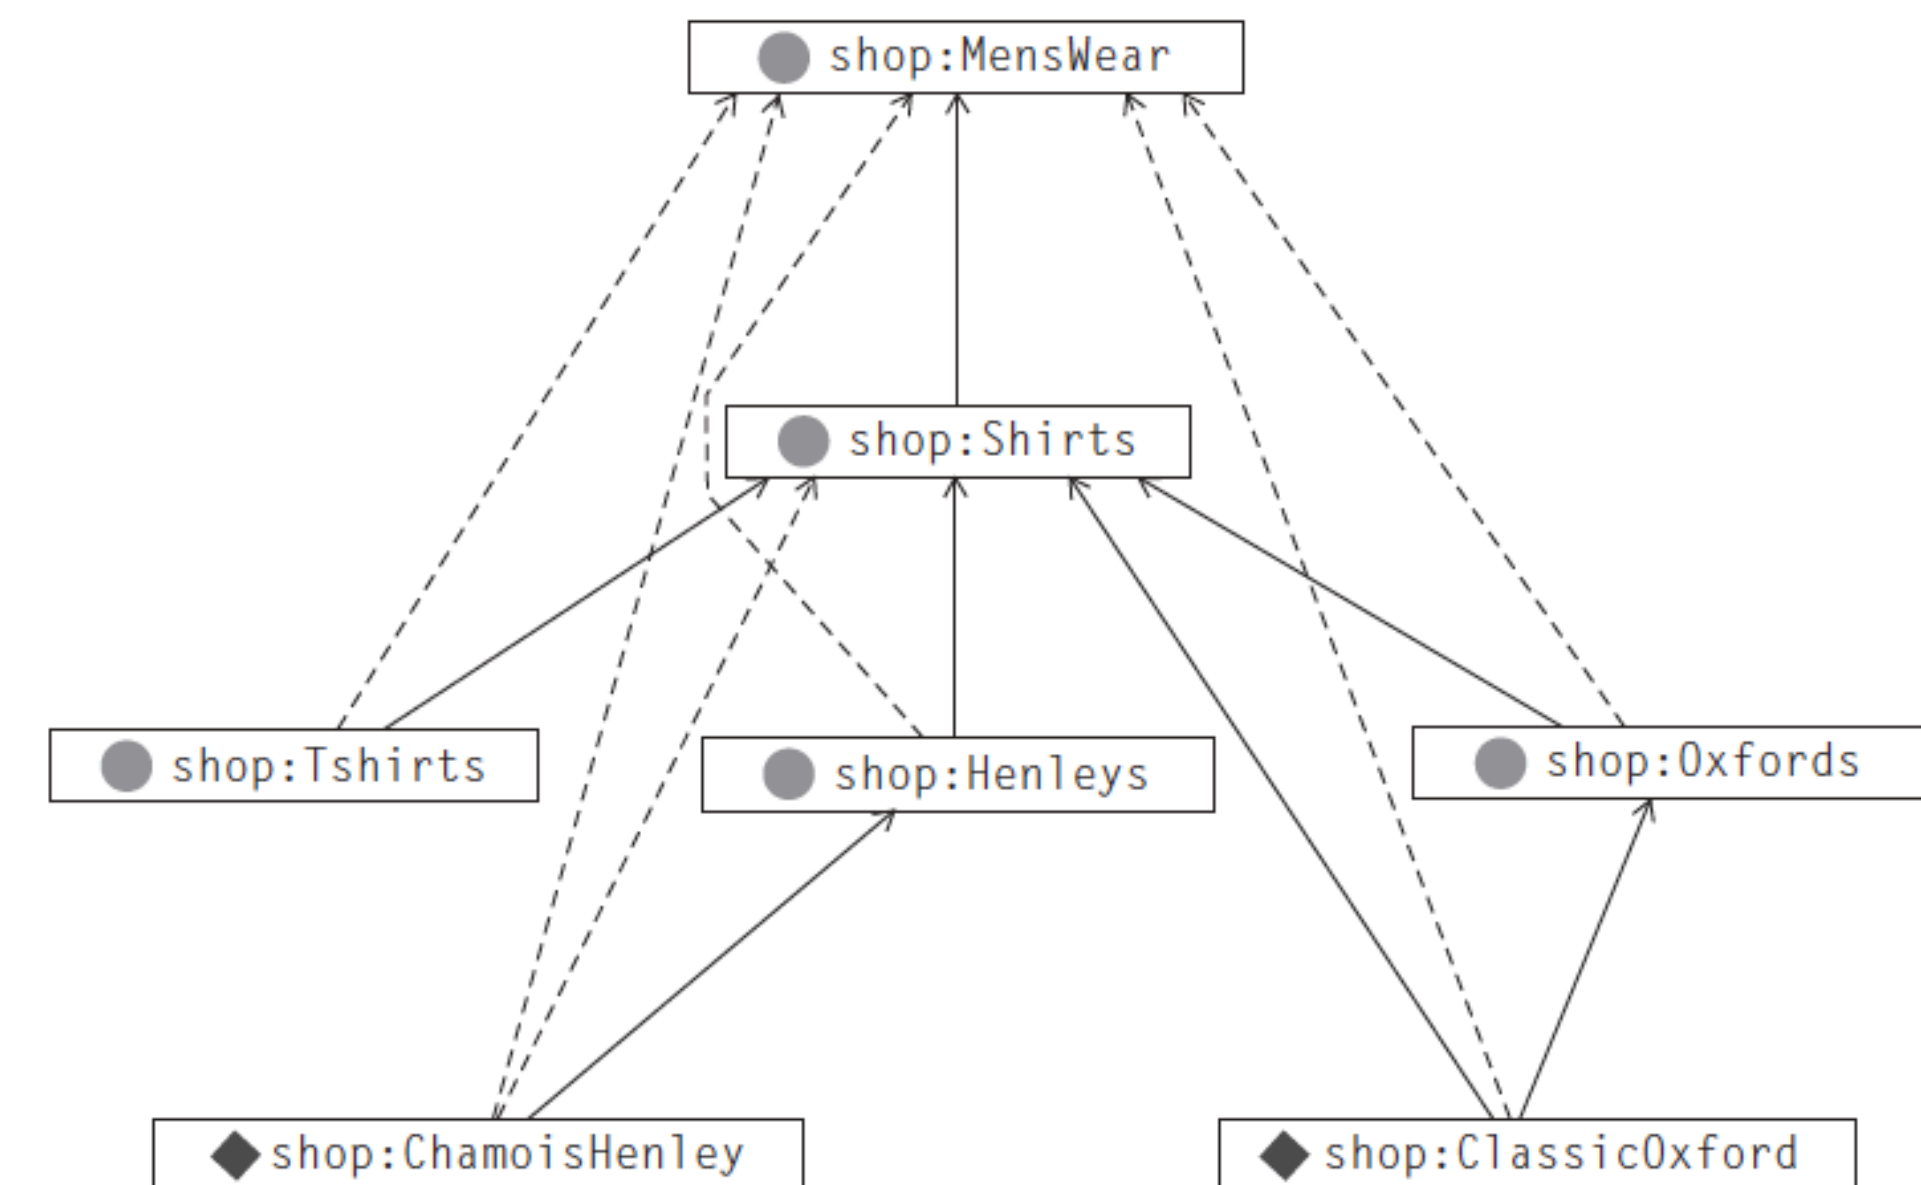 shop:MensWear
shop:Shirts
shop:Tshirts
shop:Henleys
shop:Oxfords
shop:ChamoisHenley
shop:ClassicOxford